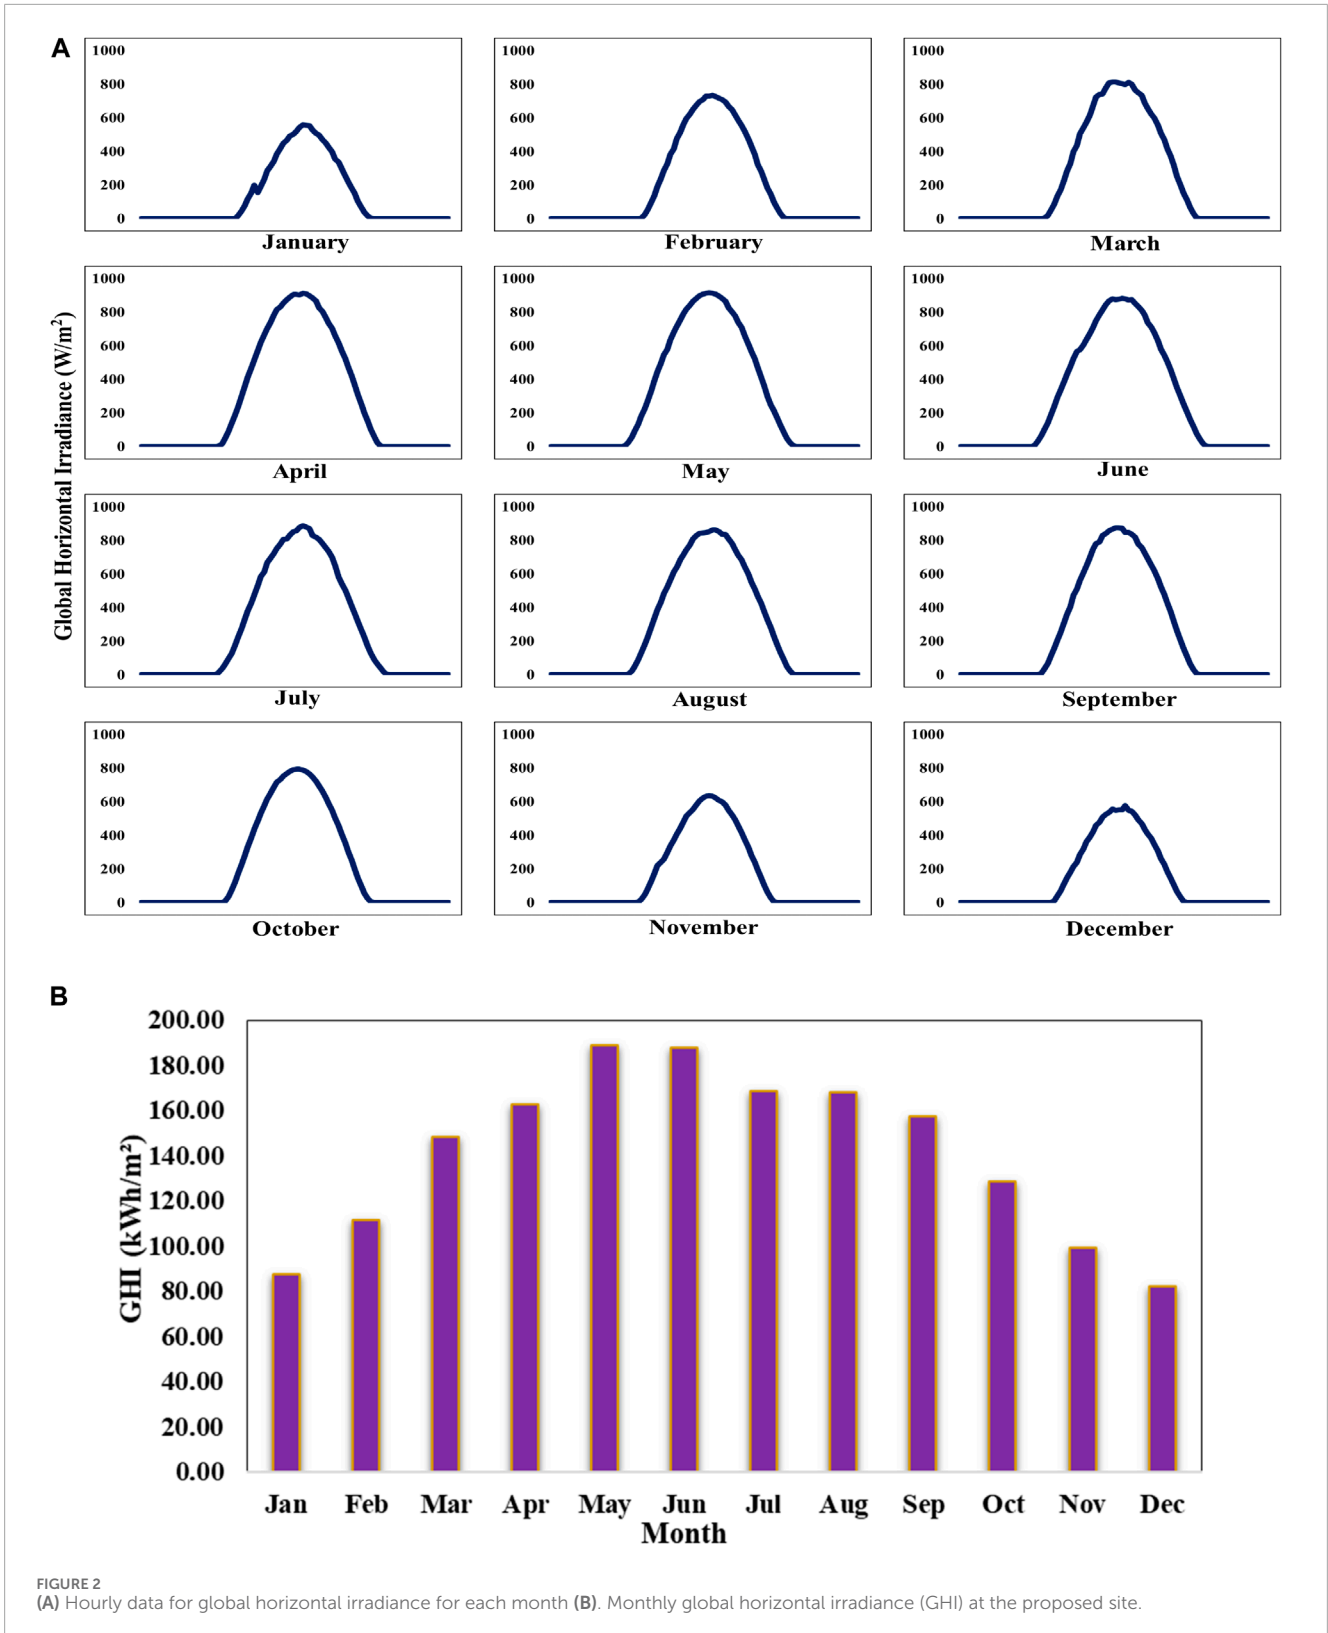 A
1000 1000 1000
800 800 800
600 600 600
400 400 400
200 200 200
0 0 0
January February March
Global Horizontal Irradiance (W/m²)
1000 1000 1000
800 800 800
600 600 600
400 400 400
200 200 200
0 0 0
April May June
1000 1000 1000
800 800 800
600 600 600
400 400 400
200 200 200
0 0 0
July August September
1000 1000 1000
800 800 800
600 600 600
400 400 400
200 200 200
0 0 0
October November December
B
GHI (kWh/m²)
200.00
180.00
160.00
140.00
120.00
100.00
80.00
60.00
40.00
20.00
0.00
Jan Feb Mar Apr May Jun Jul Aug Sep Oct Nov Dec
Month
FIGURE 2
(A) Hourly data for global horizontal irradiance for each month (B). Monthly global horizontal irradiance (GHI) at the proposed site.